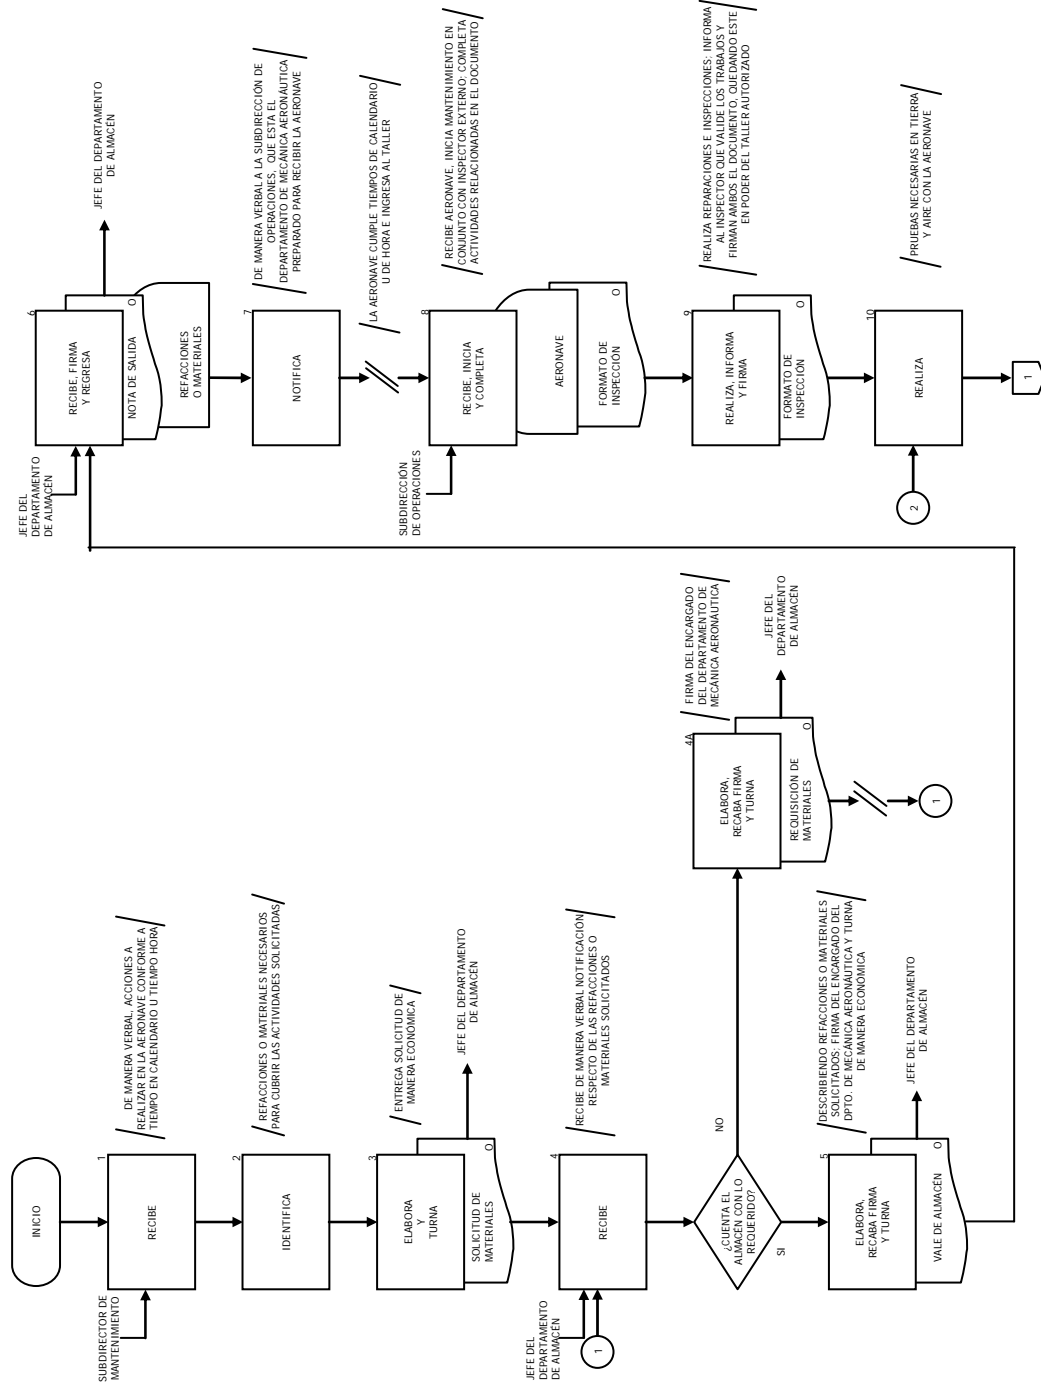 INICIO
SUBDIRECTOR DE
MANTENIMIENTO
1
RECIBE
DE MANERA VERBAL, ACCIONES A
REALIZAR EN LA AERONAVE CONFORME A
TIEMPO EN CALENDARIO U TIEMPO HORA
2
IDENTIFICA
REFACCIONES O MATERIALES NECESARIOS
PARA CUBRIR LAS ACTIVIDADES SOLICITADAS
3
ELABORA
Y
TURNA
SOLICITUD DE
MATERIALES
O
ENTREGA SOLICITUD DE
MANERA ECONÓMICA
JEFE DEL DEPARTAMENTO
DE ALMACÉN
JEFE DEL
DEPARTAMENTO
DE ALMACÉN
1
4
RECIBE
RECIBE DE MANERA VERBAL NOTIFICACIÓN
RESPECTO DE LAS REFACCIONES O
MATERIALES SOLICITADOS
¿CUENTA EL
ALMACÉN CON LO
REQUERIDO?
NO
SI
4A
ELABORA,
RECABA FIRMA
Y TURNA
REQUISICIÓN DE
MATERIALES
O
FIRMA DEL ENCARGADO
DEL DEPARTAMENTO DE
MECÁNICA AERONÁUTICA
JEFE DEL
DEPARTAMENTO
DE ALMACÉN
1
5
ELABORA,
RECABA FIRMA
Y TURNA
VALE DE ALMACÉN
O
DESCRIBIENDO REFACCIONES O MATERIALES
SOLICITADOS; FIRMA DEL ENCARGADO DEL
DPTO. DE MECÁNICA AERONÁUTICA Y TURNA
DE MANERA ECONÓMICA
JEFE DEL DEPARTAMENTO
DE ALMACÉN
JEFE DEL
DEPARTAMENTO
DE ALMACÉN
6
RECIBE, FIRMA
Y REGRESA
NOTA DE SALIDA
O
REFACCIONES
O MATERIALES
JEFE DEL DEPARTAMENTO
DE ALMACÉN
7
NOTIFICA
DE MANERA VERBAL A LA SUBDIRECCIÓN DE
OPERACIONES, QUE ESTA EL
DEPARTAMENTO DE MECÁNICA AERONÁUTICA
PREPARADO PARA RECIBIR LA AERONAVE
LA AERONAVE CUMPLE TIEMPOS DE CALENDARIO
U DE HORA E INGRESA AL TALLER
SUBDIRECCIÓN
DE OPERACIONES
8
RECIBE, INICIA
Y COMPLETA
AERONAVE
FORMATO DE
INSPECCIÓN
O
RECIBE AERONAVE, INICIA MANTENIMIENTO EN
CONJUNTO CON INSPECTOR EXTERNO; COMPLETA
ACTIVIDADES RELACIONADAS EN EL DOCUMENTO
9
REALIZA, INFORMA
Y FIRMA
FORMATO DE
INSPECCIÓN
O
REALIZA REPARACIONES E INSPECCIONES; INFORMA
AL INSPECTOR QUE VALIDE LOS TRABAJOS Y
FIRMAN AMBOS EL DOCUMENTO, QUEDANDO ESTE
EN PODER DEL TALLER AUTORIZADO
2
10
REALIZA
PRUEBAS NECESARIAS EN TIERRA
Y AIRE CON LA AERONAVE
1